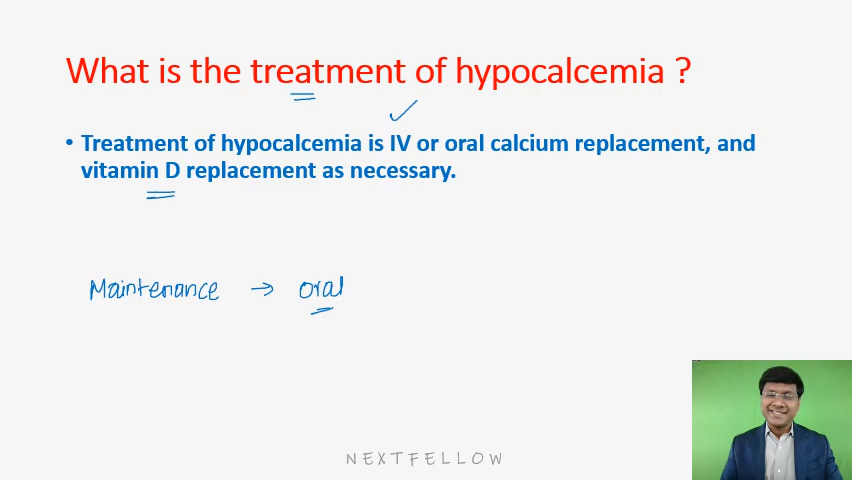 What is the treatment of hypocalcemia ?
• Treatment of hypocalcemia is IV or oral calcium replacement, and
vitamin D replacement as necessary.
Maintenance → oral
NEXTFELLOW